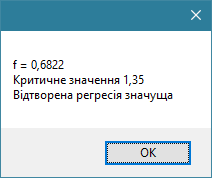 f = 0,6822
Критичне значення 1,35
Відтворена регресія значуща
OK